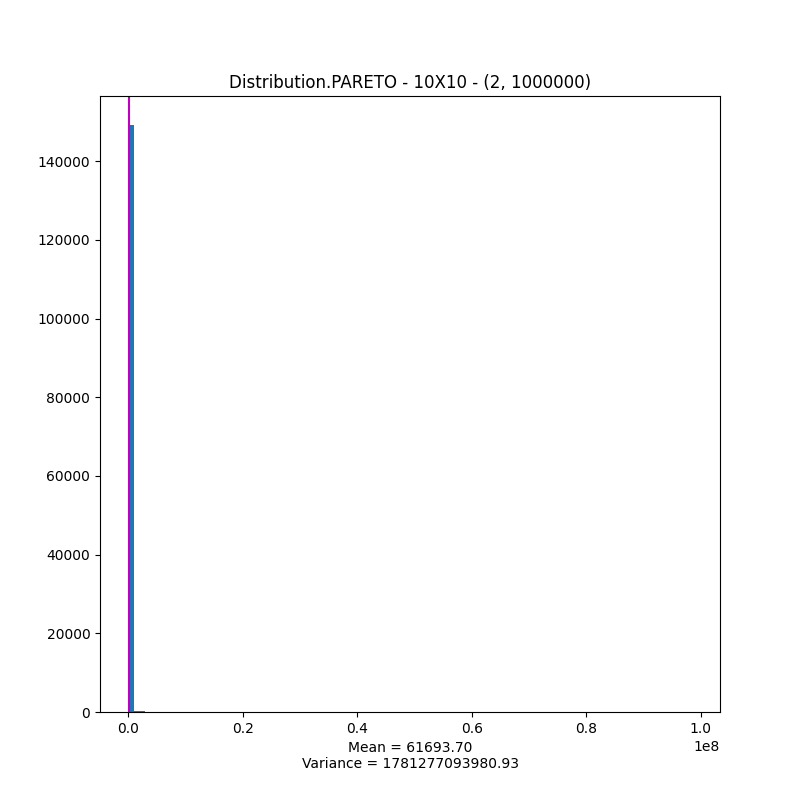 Distribution.PARETO - 10X10 - (2, 1000000)
140000
120000
100000
80000
60000
40000
20000
0
0.0 0.2 0.4 0.6 0.8 1.0
1e8
Mean = 61693.70
Variance = 1781277093980.93